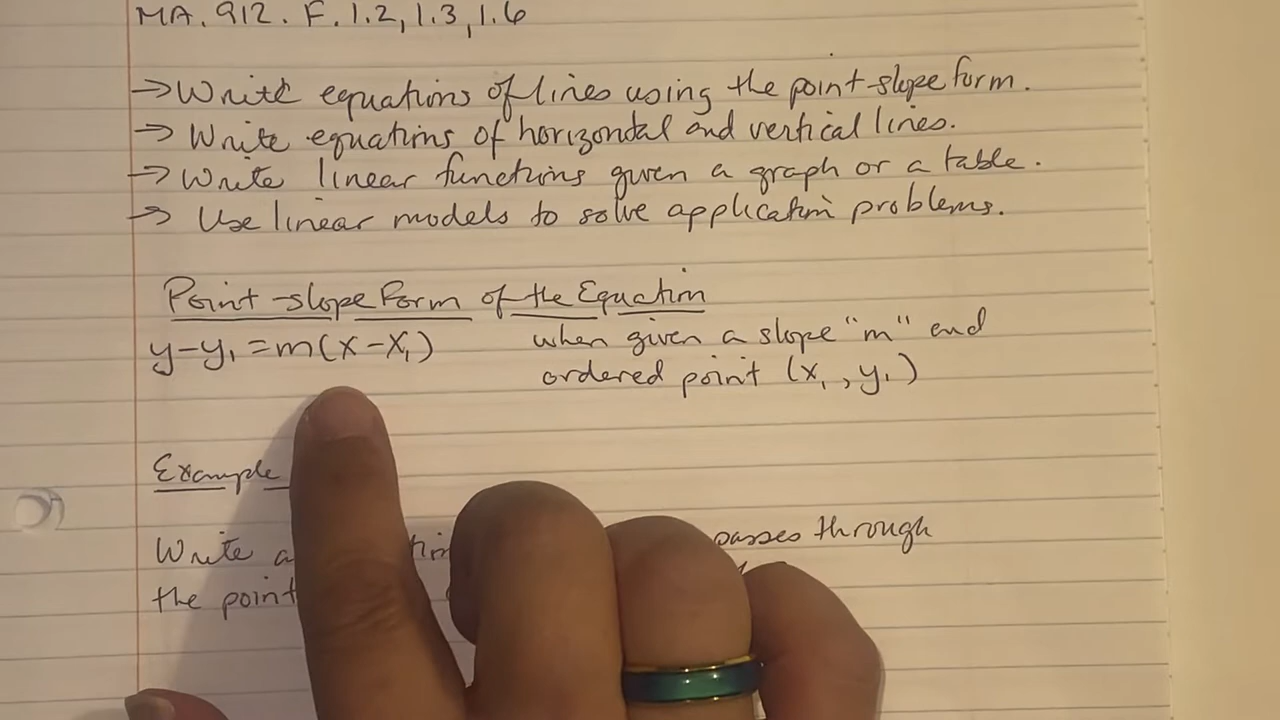 MA. 912. F. 1.2, 1.3, 1.6
→ Write equations of lines using the point-slope form.
→ Write equations of horizontal and vertical lines.
→ Write linear functions given a graph or a table.
→ Use linear models to solve application problems.
Point-slope Form of the Equation
y-y₁ = m(x-x₁) when given a slope "m" and
ordered point (x₁, y₁)
Example
Write passes through
the point